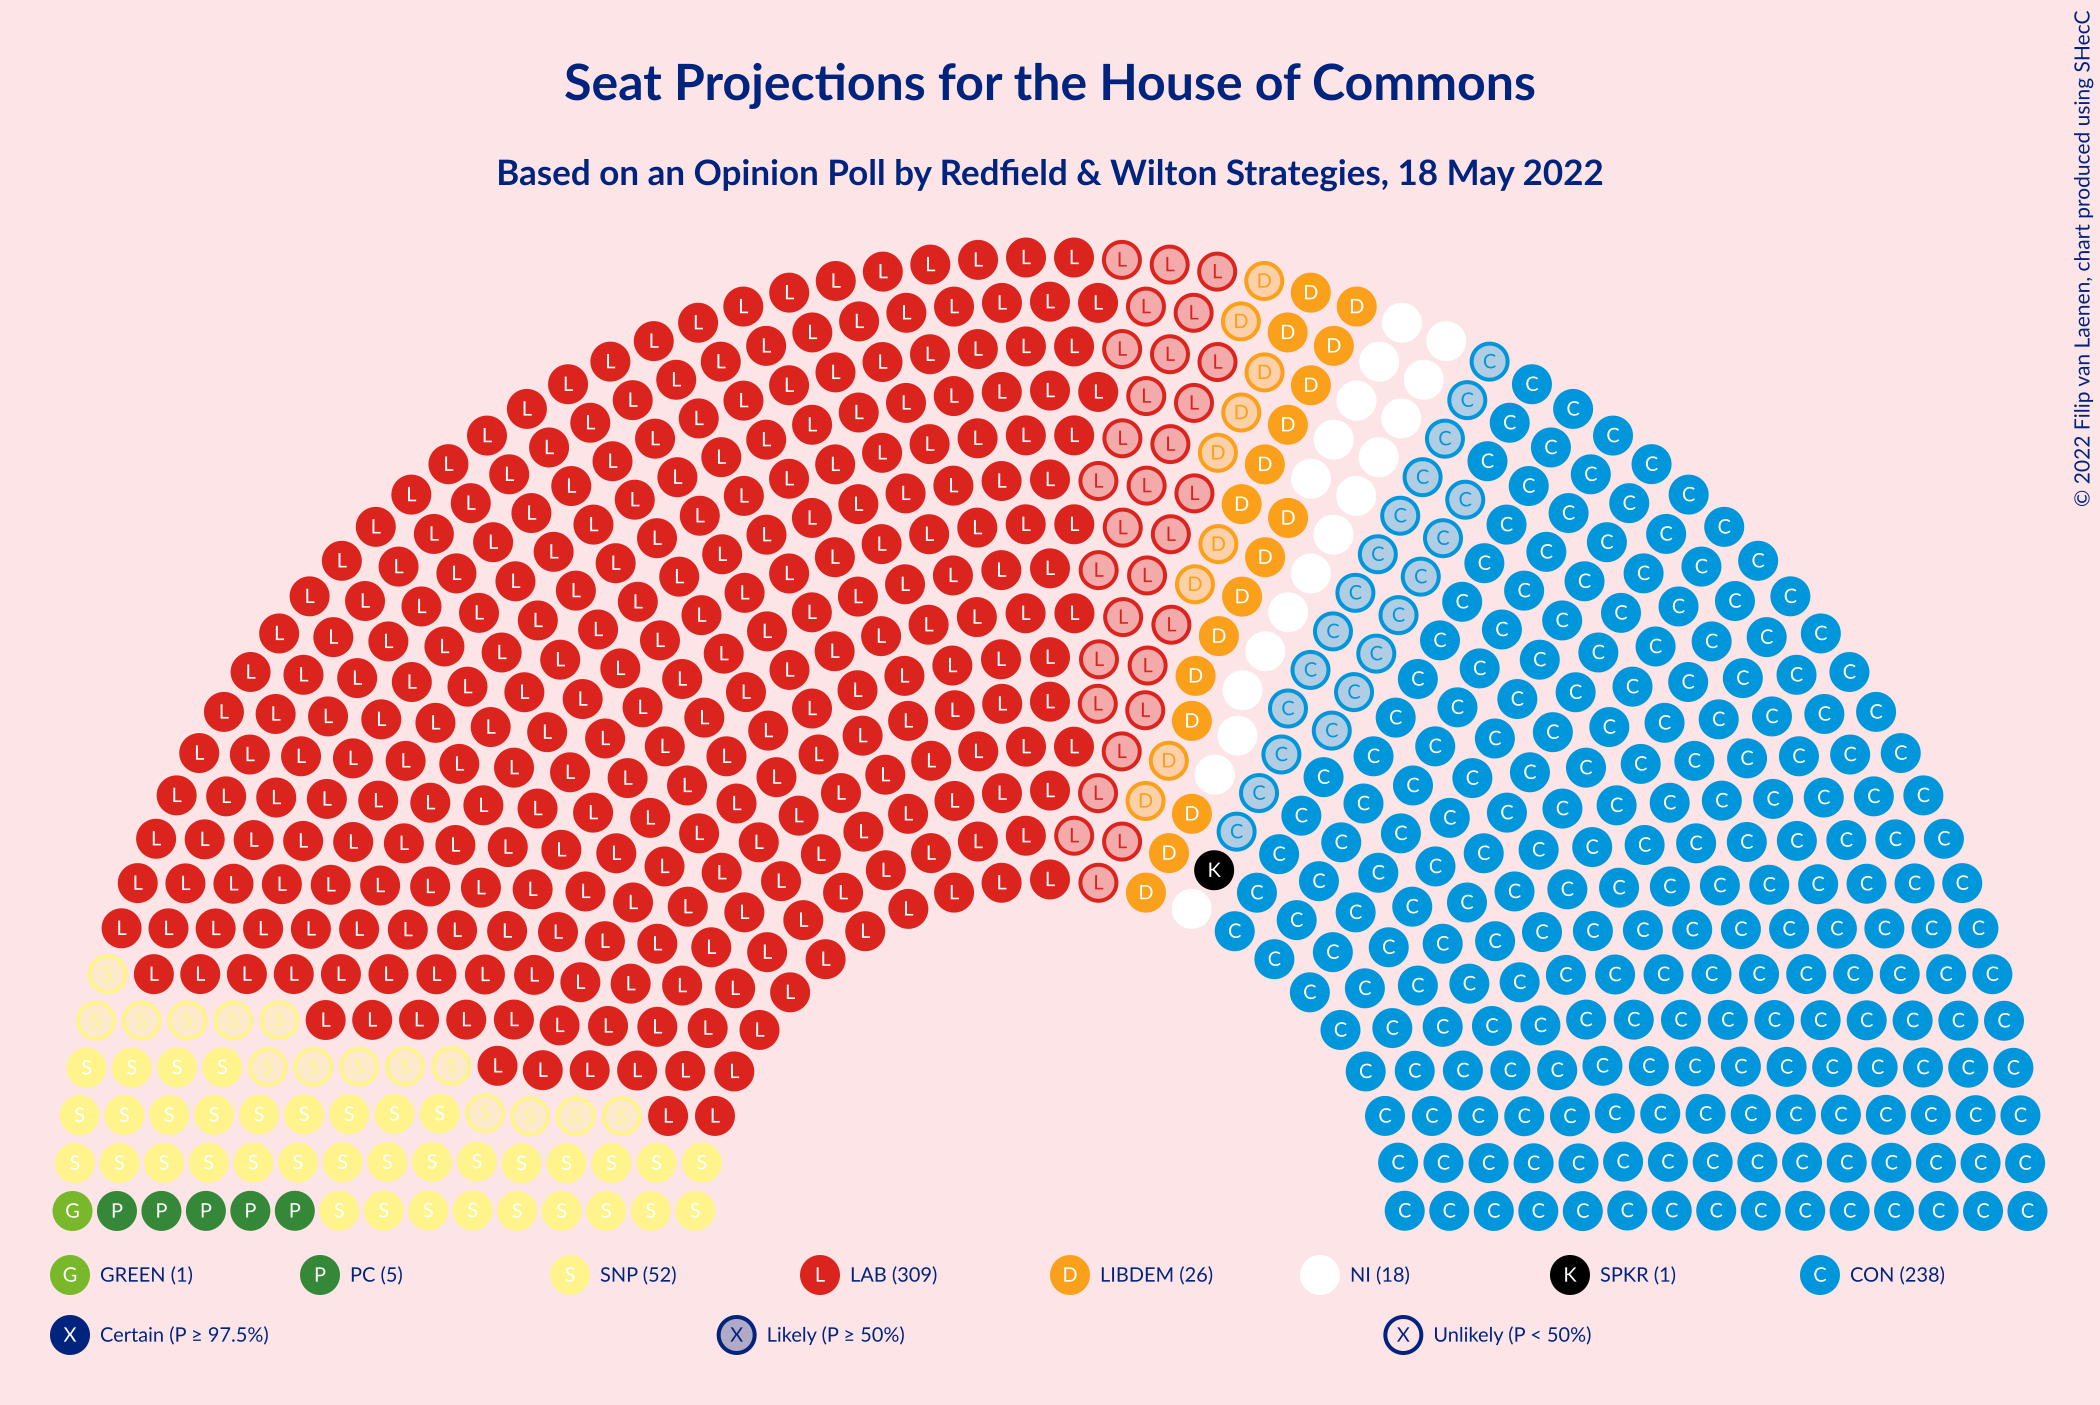 Seat Projections for the House of Commons
Based on an Opinion Poll by Redfield & Wilton Strategies, 18 May 2022
© 2022 Filip van Laenen, chart produced using SHecC
G GREEN (1) P PC (5) S SNP (52) L LAB (309) D LIBDEM (26) NI (18) K SPKR (1) C CON (238)
X Certain (P ≥ 97.5%) X Likely (P ≥ 50%) X Unlikely (P < 50%)